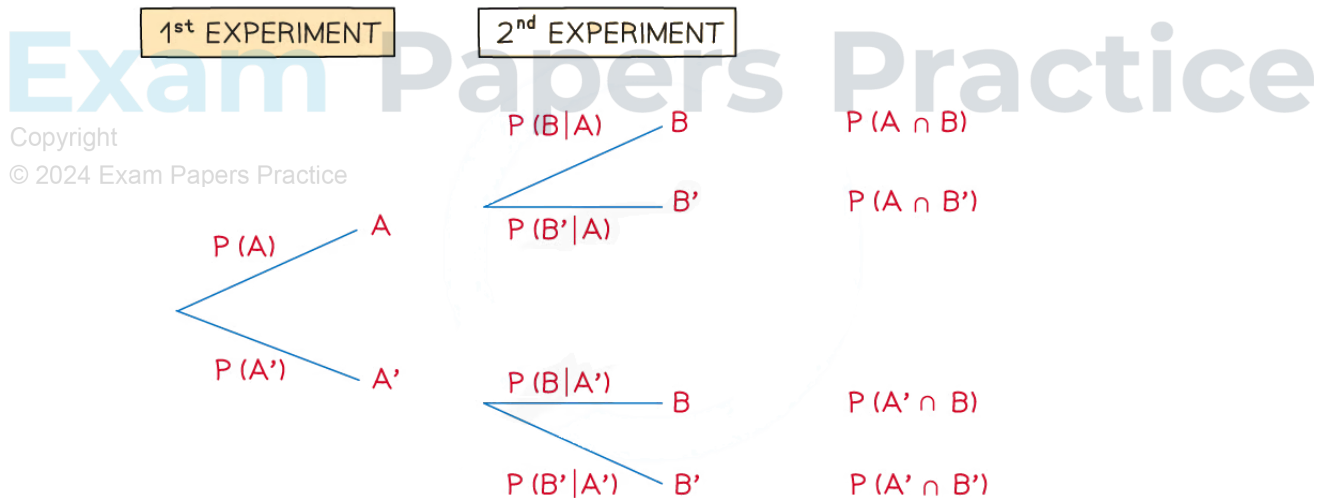 1st EXPERIMENT
2nd EXPERIMENT
Exam Papers Practice
Copyright
© 2024 Exam Papers Practice
P (B|A)
B
P (A ∩ B)
B'
P (A ∩ B')
P (B'|A)
A
P (A)
P (A')
A'
P (B|A')
B
P (A' ∩ B)
P (B'|A')
B'
P (A' ∩ B')